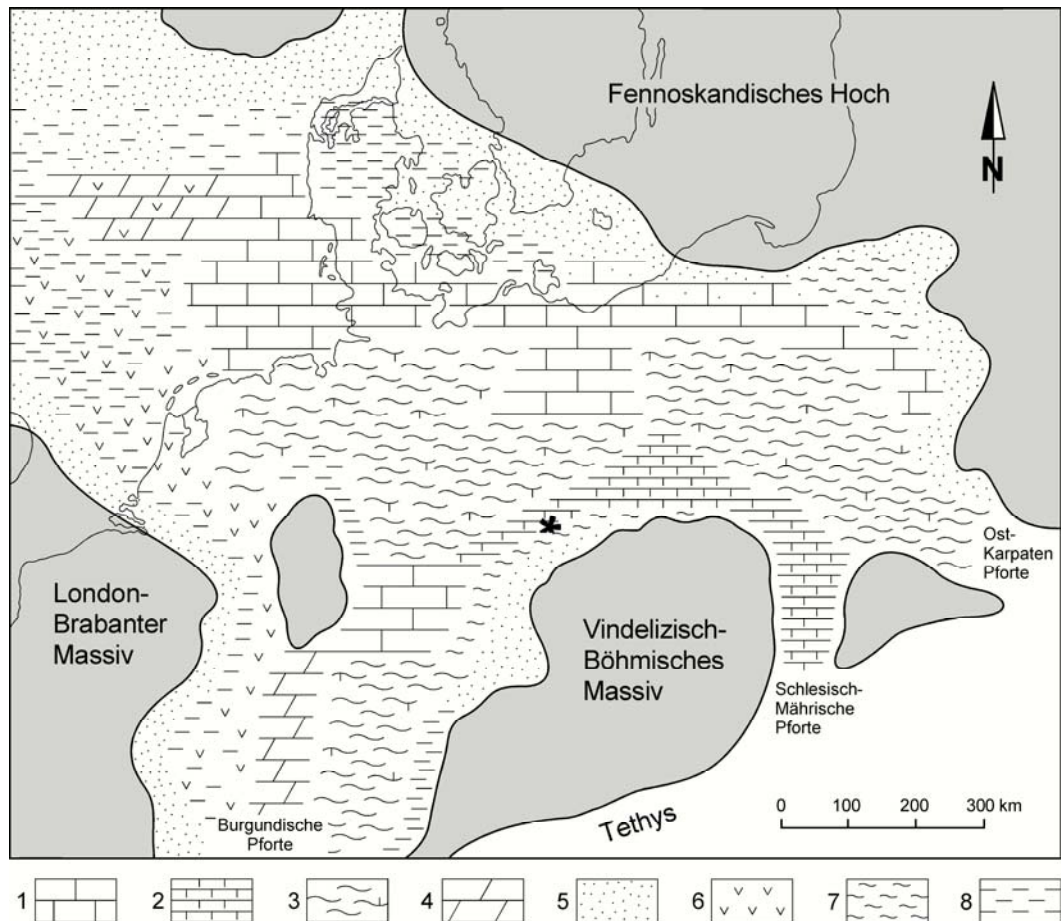 Fennoskandisches Hoch
N
London-
Brabanter
Massiv
Vindelizisch-
Böhmisches
Massiv
Ost-
Karpaten
Pforte
Schlesisch-
Mährische
Pforte
Burgundische
Pforte
Tethys
0 100 200 300 km
1 2 3 4 5 6 7 8